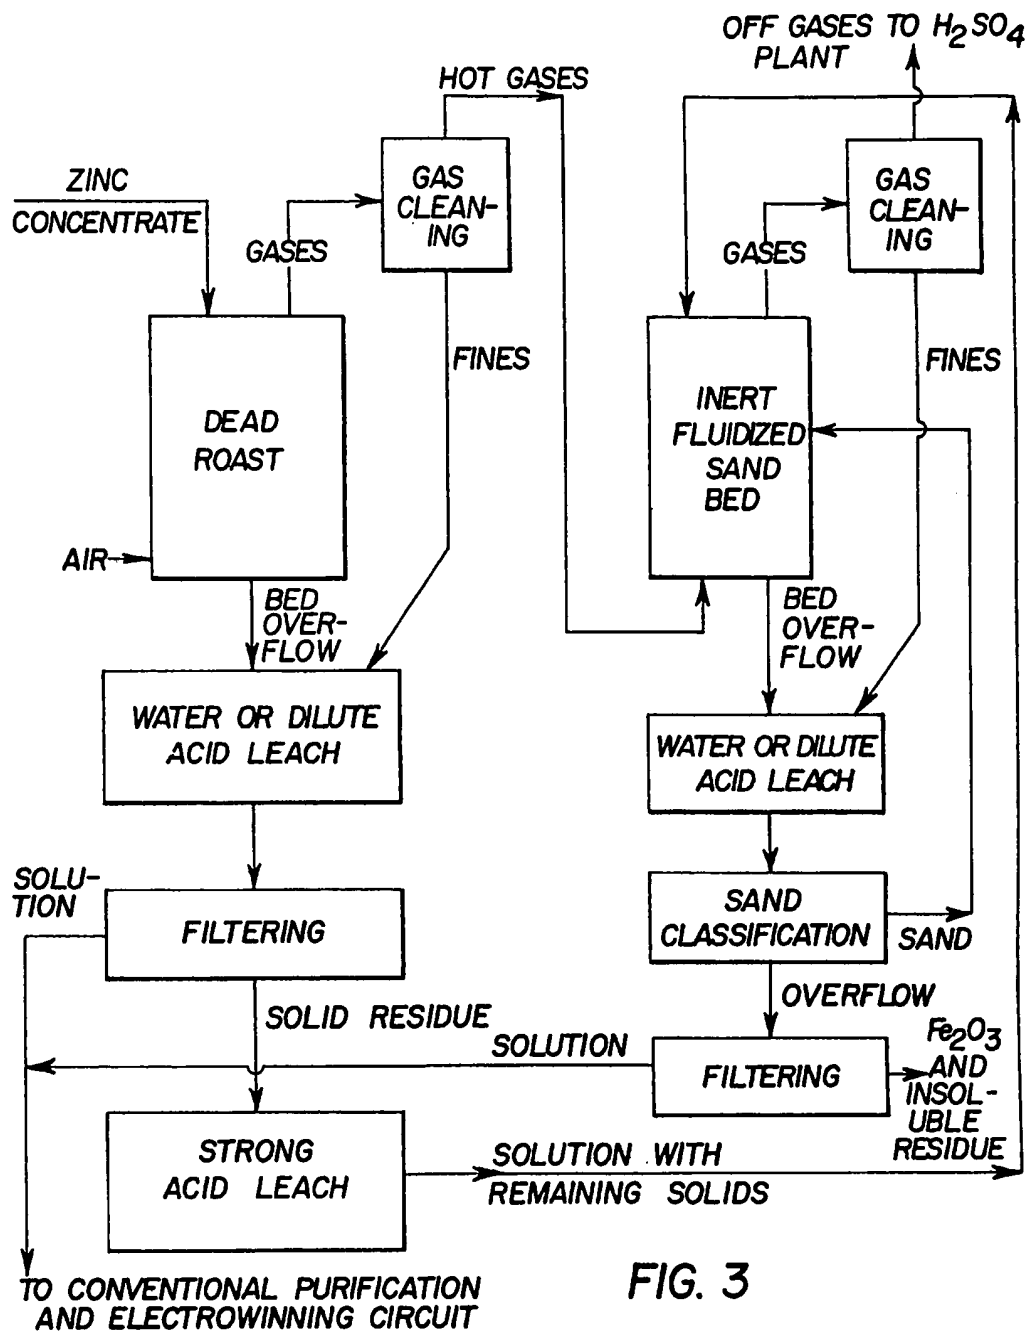 OFF GASES TO H2SO4
PLANT
HOT GASES
ZINC
CONCENTRATE
GASES
GAS
CLEAN-
ING
GASES
GAS
CLEAN-
ING
FINES
FINES
DEAD
ROAST
INERT
FLUIDIZED
SAND
BED
AIR
BED
OVER-
FLOW
BED
OVER-
FLOW
WATER OR DILUTE
ACID LEACH
WATER OR DILUTE
ACID LEACH
SOLU-
TION
FILTERING
SAND
CLASSIFICATION
SAND
SOLID RESIDUE
OVERFLOW
SOLUTION
FILTERING
Fe2O3
AND
INSOL-
UBLE
RESIDUE
STRONG
ACID LEACH
SOLUTION WITH
REMAINING SOLIDS
TO CONVENTIONAL PURIFICATION
AND ELECTROWINNING CIRCUIT
FIG. 3